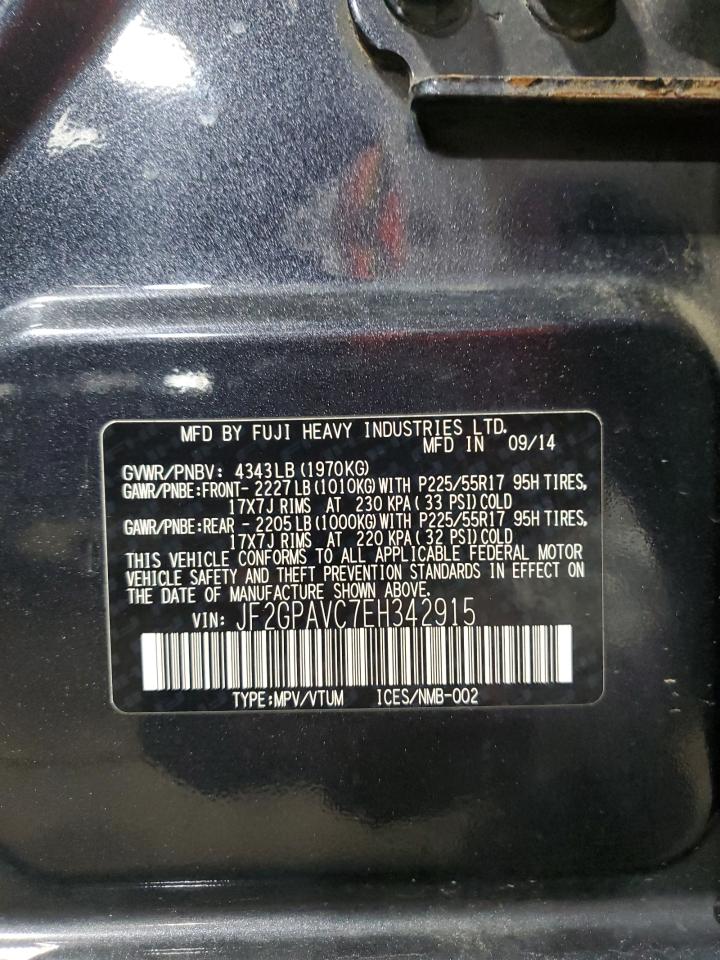 MFD BY FUJI HEAVY INDUSTRIES LTD.
MFD IN 09/14
GVWR/PNBV: 4343LB (1970KG)
GAWR/PNBE:FRONT- 2227LB(1010KG)WITH P225/55R17 95H TIRES,
17X7J RIMS AT 230 KPA(33 PSI)COLD
GAWR/PNBE:REAR - 2205LB(1000KG)WITH P225/55R17 95H TIRES,
17X7J RIMS AT 220 KPA(32 PSI)COLD
THIS VEHICLE CONFORMS TO ALL APPLICABLE FEDERAL MOTOR
VEHICLE SAFETY AND THEFT PREVENTION STANDARDS IN EFFECT ON
THE DATE OF MANUFACTURE SHOWN ABOVE.
VIN: JF2GPAVC7EH342915
TYPE:MPV/VTUM ICES/NMB-002